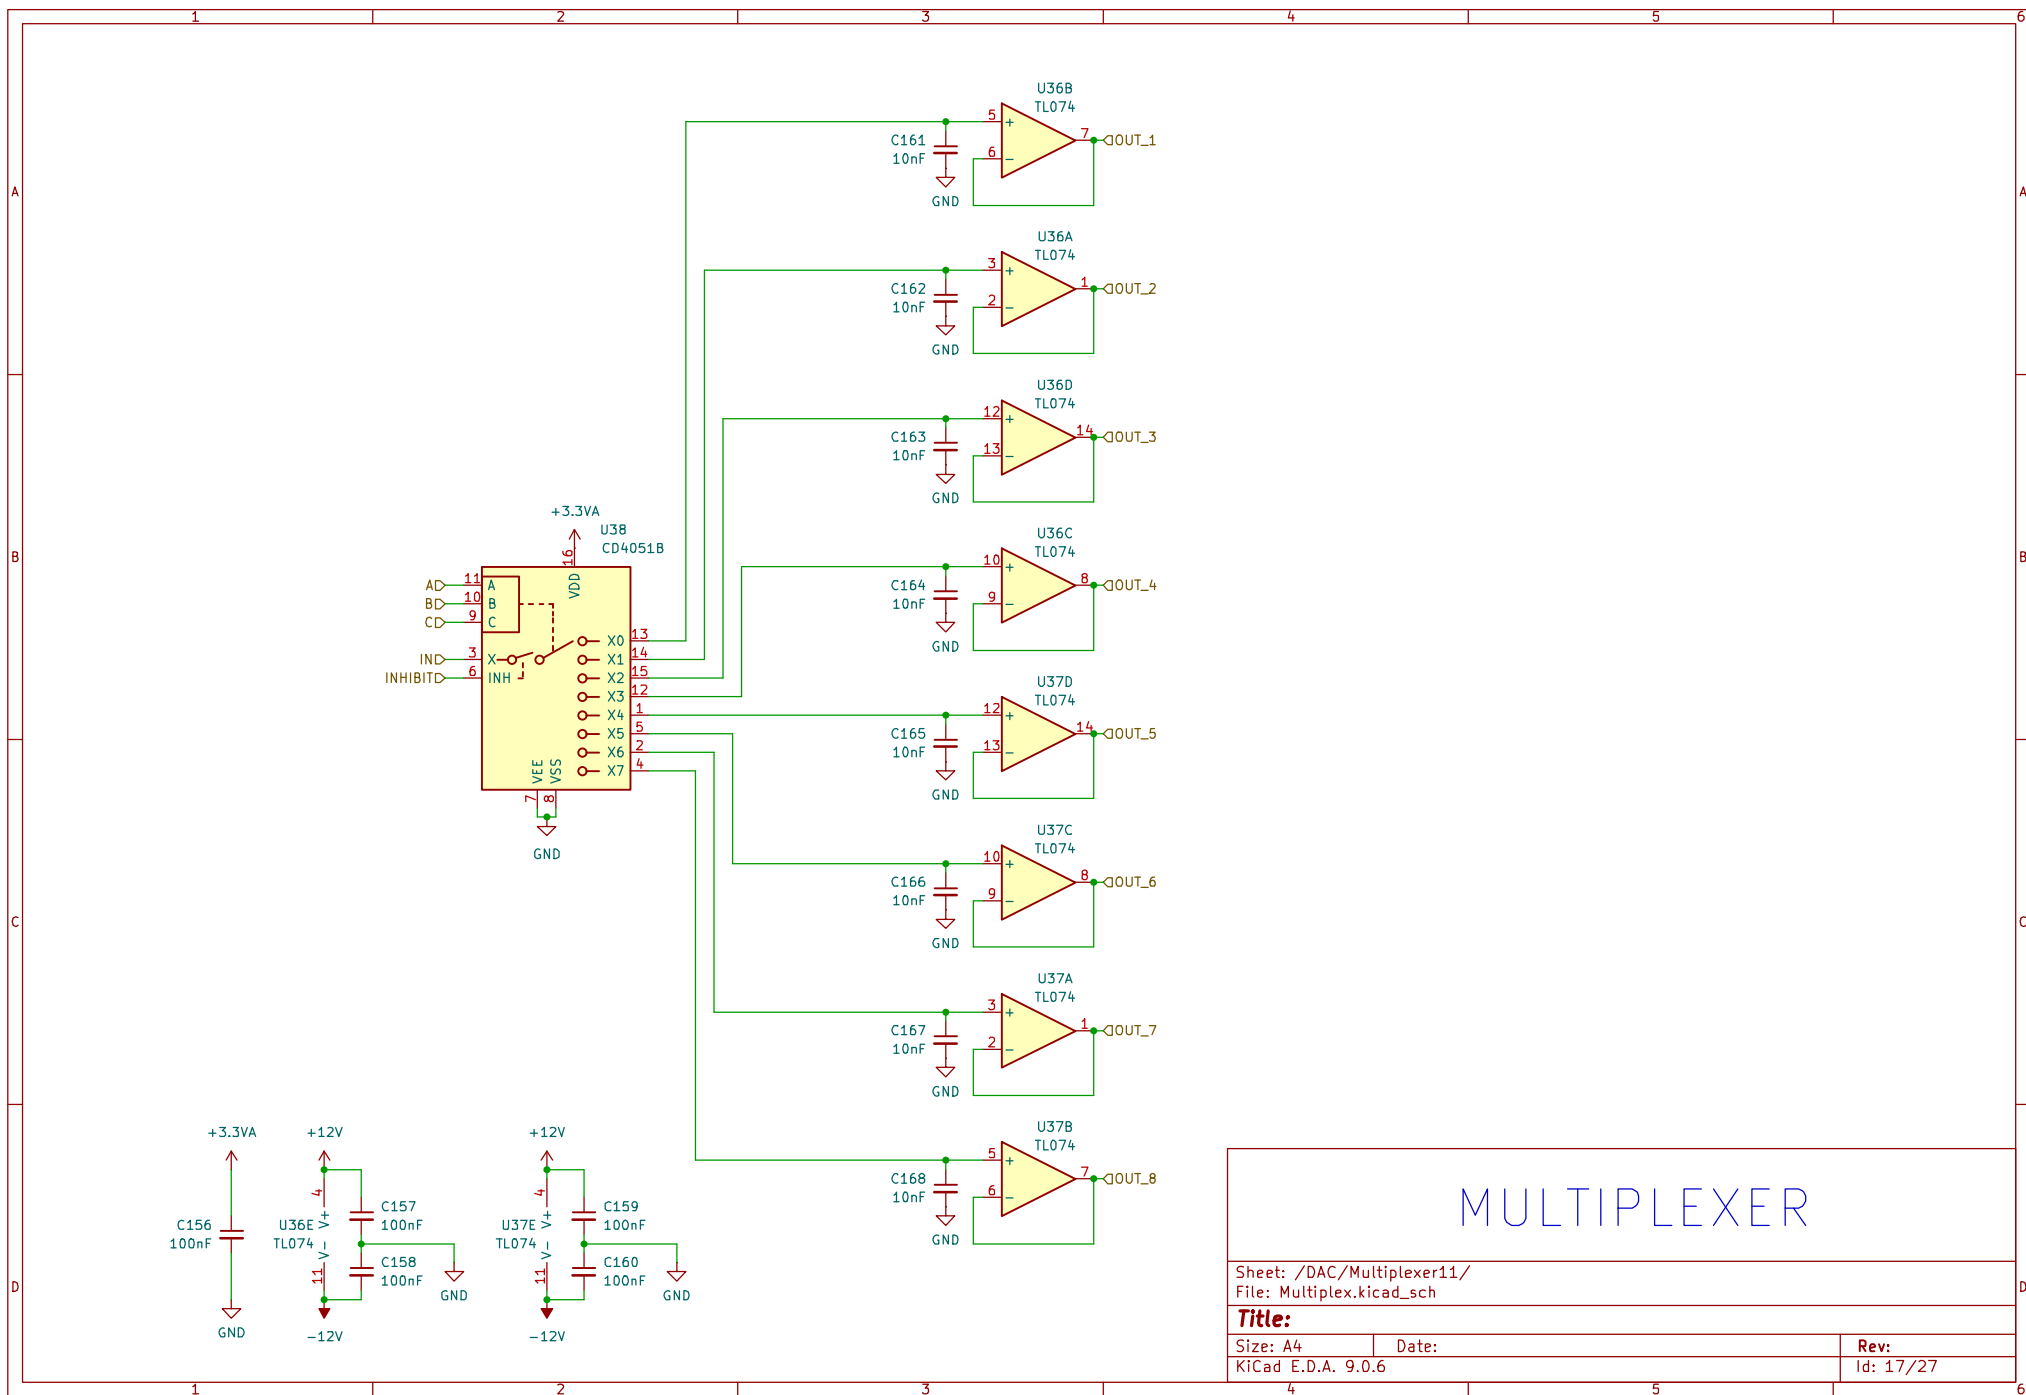 1 2 3 4 5 6
U36B
TL074
C161
10nF
5 + 7 OUT_1
6 −
GND
A A
U36A
TL074
C162
10nF
3 + 1 OUT_2
2 −
GND
U36D
TL074
C163
10nF
12 + 14 OUT_3
13 −
GND
+3.3VA
U38
CD4051B
16
VDD
B B
U36C
TL074
C164
10nF
10 + 8 OUT_4
9 −
GND
A 11 A
B 10 B
C 9 C
IN 3 X
INHIBIT 6 INH
X0 13
X1 14
X2 15
X3 12
X4 1
X5 5
X6 2
X7 4
VEE VSS
7 8
GND
U37D
TL074
C165
10nF
12 + 14 OUT_5
13 −
GND
U37C
TL074
C166
10nF
10 + 8 OUT_6
9 −
GND
C C
U37A
TL074
C167
10nF
3 + 1 OUT_7
2 −
GND
U37B
TL074
C168
10nF
5 + 7 OUT_8
6 −
GND
+3.3VA
C156
100nF
GND
+12V
4
V+
U36E
TL074
V−
11
−12V
C157
100nF
C158
100nF
GND
+12V
4
V+
U37E
TL074
V−
11
−12V
C159
100nF
C160
100nF
GND
D D
MULTIPLEXER
Sheet: /DAC/Multiplexer11/
File: Multiplex.kicad_sch
Title:
Size: A4 Date: Rev:
KiCad E.D.A. 9.0.6 Id: 17/27
1 2 3 4 5 6